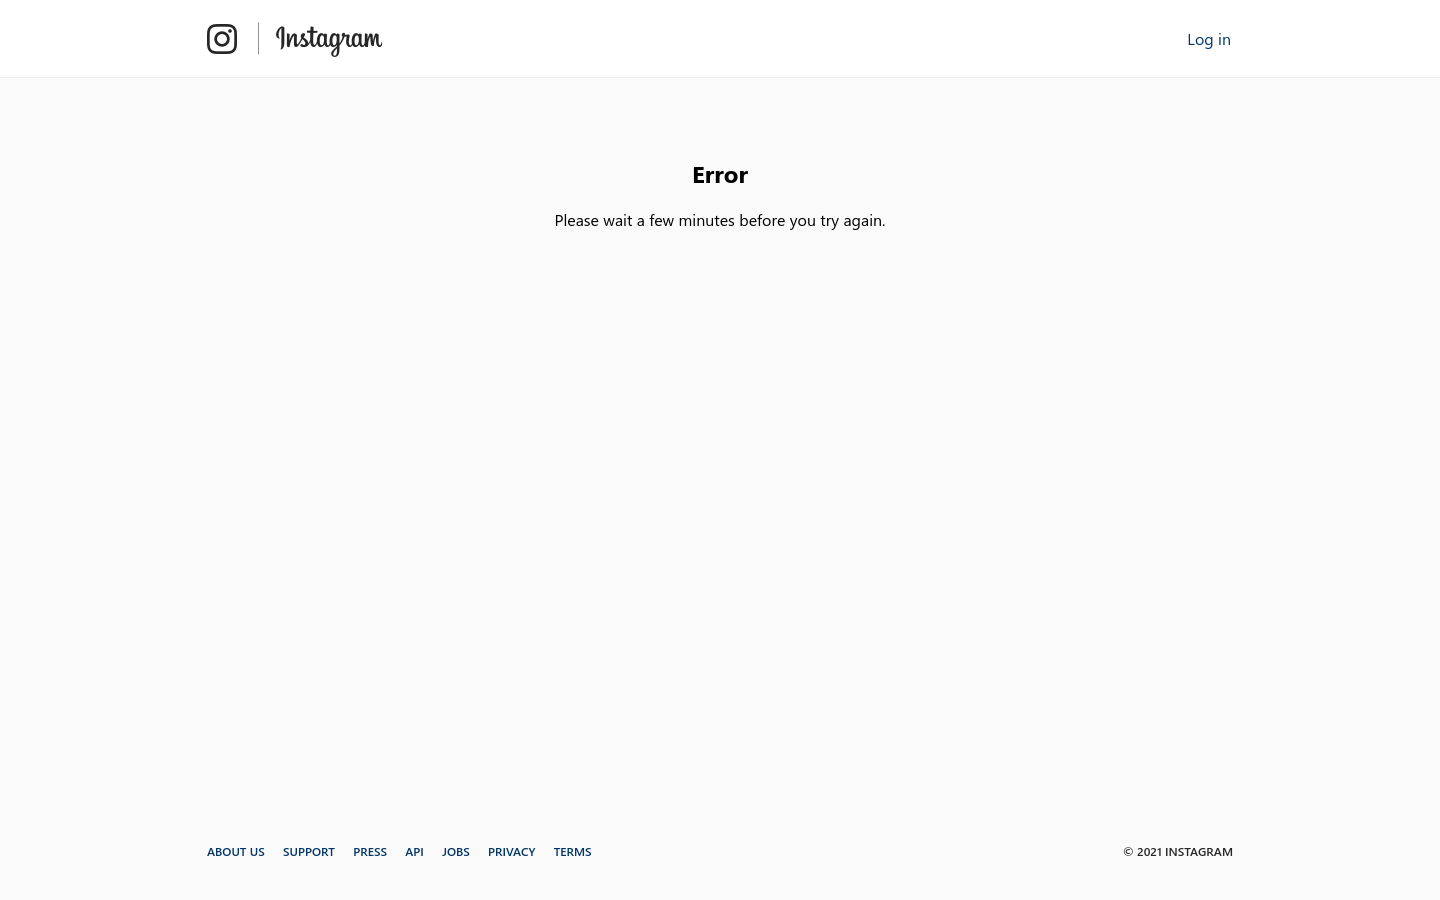 Instagram
Log in
Error
Please wait a few minutes before you try again.
ABOUT US SUPPORT PRESS API JOBS PRIVACY TERMS
© 2021 INSTAGRAM